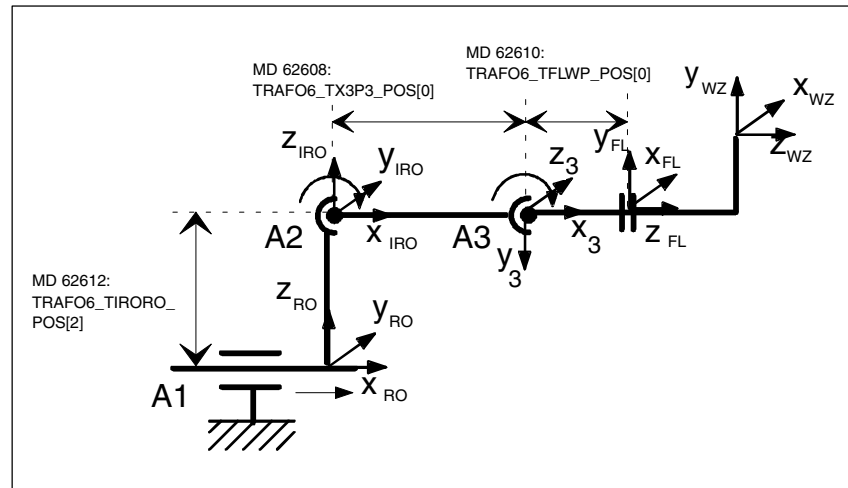 MD 62608:
TRAFO6_TX3P3_POS[0]
MD 62610:
TRAFO6_TFLWP_POS[0]
y WZ
x WZ
z WZ
z IRO
y IRO
x IRO
A2
z 3
A3
x 3
y 3
y FL
x FL
z FL
MD 62612:
TRAFO6_TIRORO_
POS[2]
z RO
y RO
x RO
A1